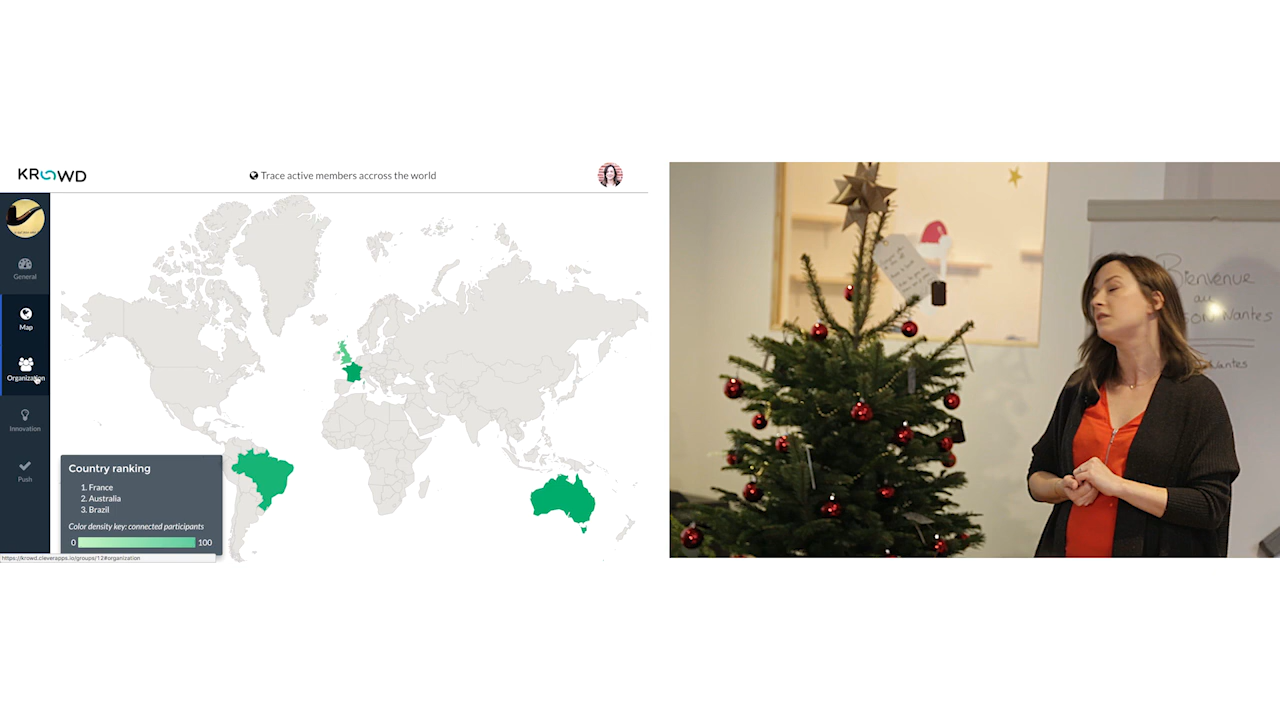 KROWD
Trace active members accross the world
General
Map
Organization
Innovation
Push
Country ranking
1. France
2. Australia
3. Brazil
Color density key: connected participants
0
100
https://krowd.cleverapps.io/groups/12#organization
Bienvenue
au
Nantes